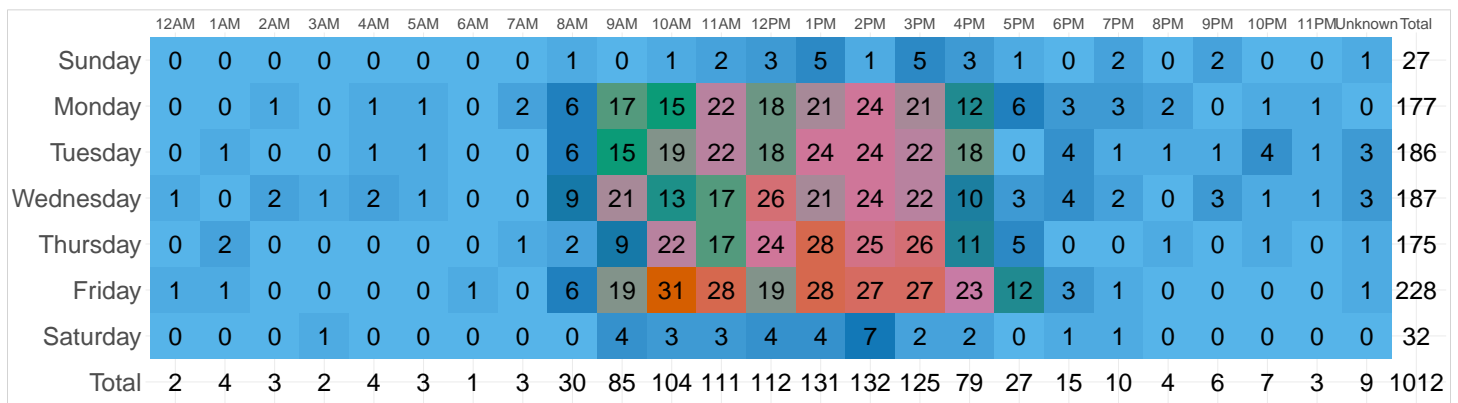 12AM 1AM 2AM 3AM 4AM 5AM 6AM 7AM 8AM 9AM 10AM 11AM 12PM 1PM 2PM 3PM 4PM 5PM 6PM 7PM 8PM 9PM 10PM 11PM Unknown Total
Sunday 0 0 0 0 0 0 0 0 1 0 1 2 3 5 1 5 3 1 0 2 0 2 0 0 1 27
Monday 0 0 1 0 1 1 0 2 6 17 15 22 18 21 24 21 12 6 3 3 2 0 1 1 0 177
Tuesday 0 1 0 0 1 1 0 0 6 15 19 22 18 24 24 22 18 0 4 1 1 1 4 1 3 186
Wednesday 1 0 2 1 2 1 0 0 9 21 13 17 26 21 24 22 10 3 4 2 0 3 1 1 3 187
Thursday 0 2 0 0 0 0 0 1 2 9 22 17 24 28 25 26 11 5 0 0 1 0 1 0 1 175
Friday 1 1 0 0 0 0 1 0 6 19 31 28 19 28 27 27 23 12 3 1 0 0 0 0 1 228
Saturday 0 0 0 1 0 0 0 0 0 4 3 3 4 4 7 2 2 0 1 1 0 0 0 0 0 32
Total 2 4 3 2 4 3 1 3 30 85 104 111 112 131 132 125 79 27 15 10 4 6 7 3 9 1012